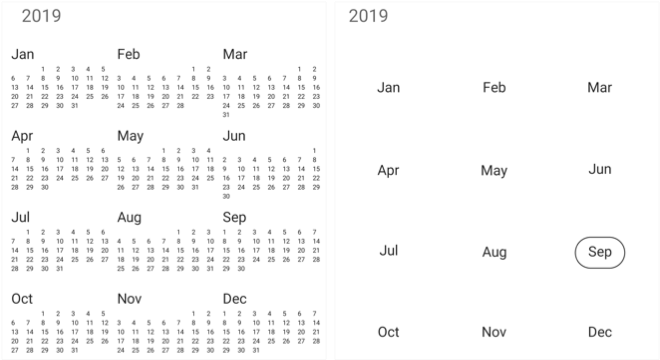 2019
Jan
1 2 3 4 5
6 7 8 9 10 11 12
13 14 15 16 17 18 19
20 21 22 23 24 25 26
27 28 29 30 31
Feb
1 2
3 4 5 6 7 8 9
10 11 12 13 14 15 16
17 18 19 20 21 22 23
24 25 26 27 28
Mar
1 2
3 4 5 6 7 8 9
10 11 12 13 14 15 16
17 18 19 20 21 22 23
24 25 26 27 28 29 30
31
Apr
1 2 3 4 5 6
7 8 9 10 11 12 13
14 15 16 17 18 19 20
21 22 23 24 25 26 27
28 29 30
May
1 2 3 4
5 6 7 8 9 10 11
12 13 14 15 16 17 18
19 20 21 22 23 24 25
26 27 28 29 30 31
Jun
1
2 3 4 5 6 7 8
9 10 11 12 13 14 15
16 17 18 19 20 21 22
23 24 25 26 27 28 29
30
Jul
1 2 3 4 5 6
7 8 9 10 11 12 13
14 15 16 17 18 19 20
21 22 23 24 25 26 27
28 29 30 31
Aug
1 2 3
4 5 6 7 8 9 10
11 12 13 14 15 16 17
18 19 20 21 22 23 24
25 26 27 28 29 30 31
Sep
1 2 3 4 5 6 7
8 9 10 11 12 13 14
15 16 17 18 19 20 21
22 23 24 25 26 27 28
29 30
Oct
1 2 3 4 5
6 7 8 9 10 11 12
13 14 15 16 17 18 19
20 21 22 23 24 25 26
27 28 29 30 31
Nov
1 2
3 4 5 6 7 8 9
10 11 12 13 14 15 16
17 18 19 20 21 22 23
24 25 26 27 28 29 30
Dec
1 2 3 4 5 6 7
8 9 10 11 12 13 14
15 16 17 18 19 20 21
22 23 24 25 26 27 28
29 30 31
2019
Jan Feb Mar
Apr May Jun
Jul Aug Sep
Oct Nov Dec